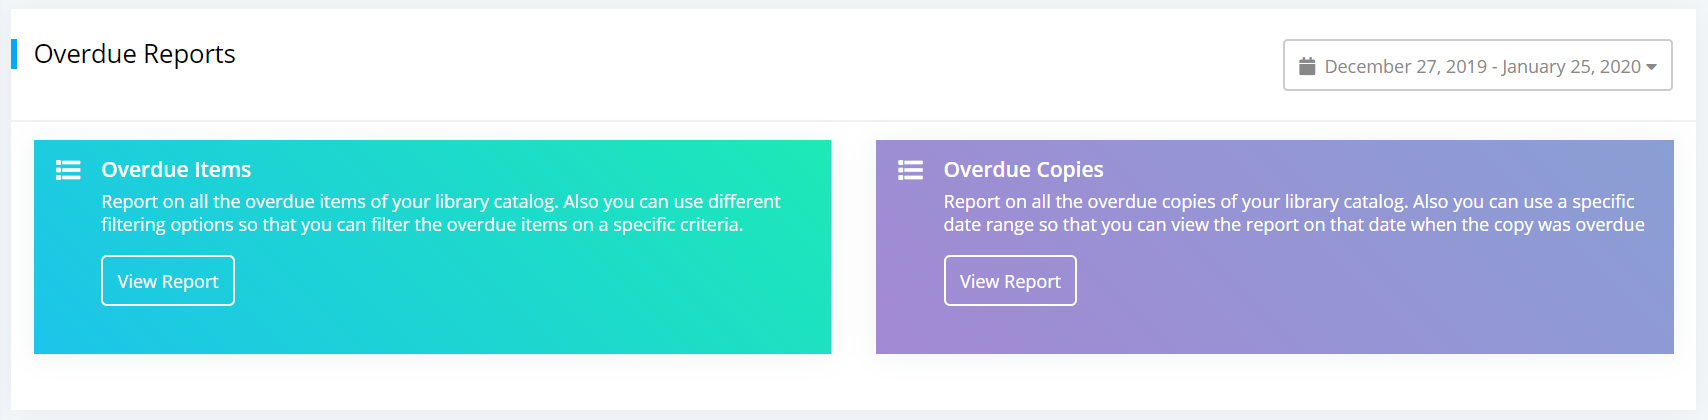 Overdue Reports
December 27, 2019 - January 25, 2020
Overdue Items
Report on all the overdue items of your library catalog. Also you can use different
filtering options so that you can filter the overdue items on a specific criteria.
View Report
Overdue Copies
Report on all the overdue copies of your library catalog. Also you can use a specific
date range so that you can view the report on that date when the copy was overdue
View Report